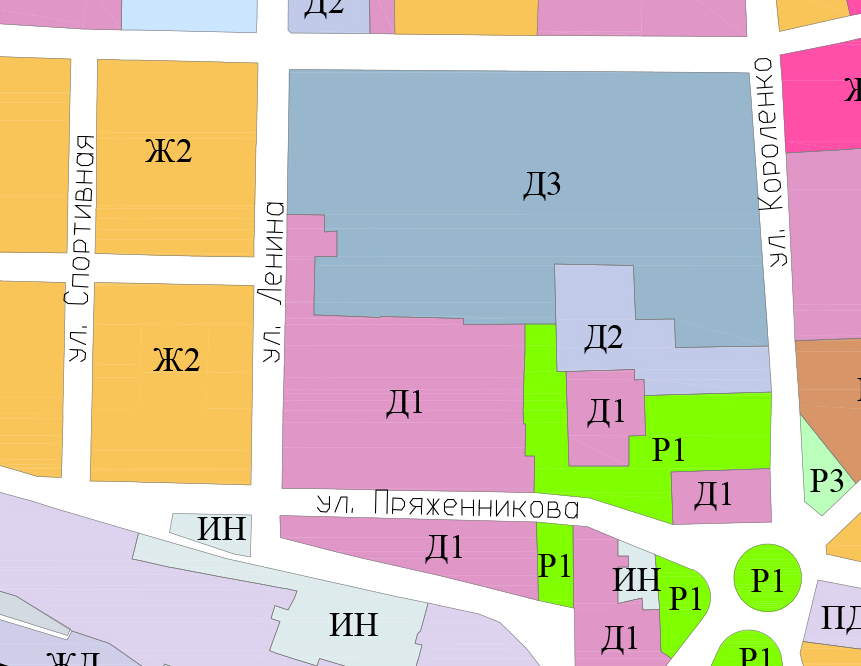 Д2
ул. Короленко
Ж2
Д3
ул. Спортивная
ул. Ленина
Ж2
Д2
Д1
Д1
Р1
Р3
Д1
ул. Пряженникова
ИН
Д1
Р1
ИН
Р1
Р1
ИН
Д1
ПД
ЖД
Р1